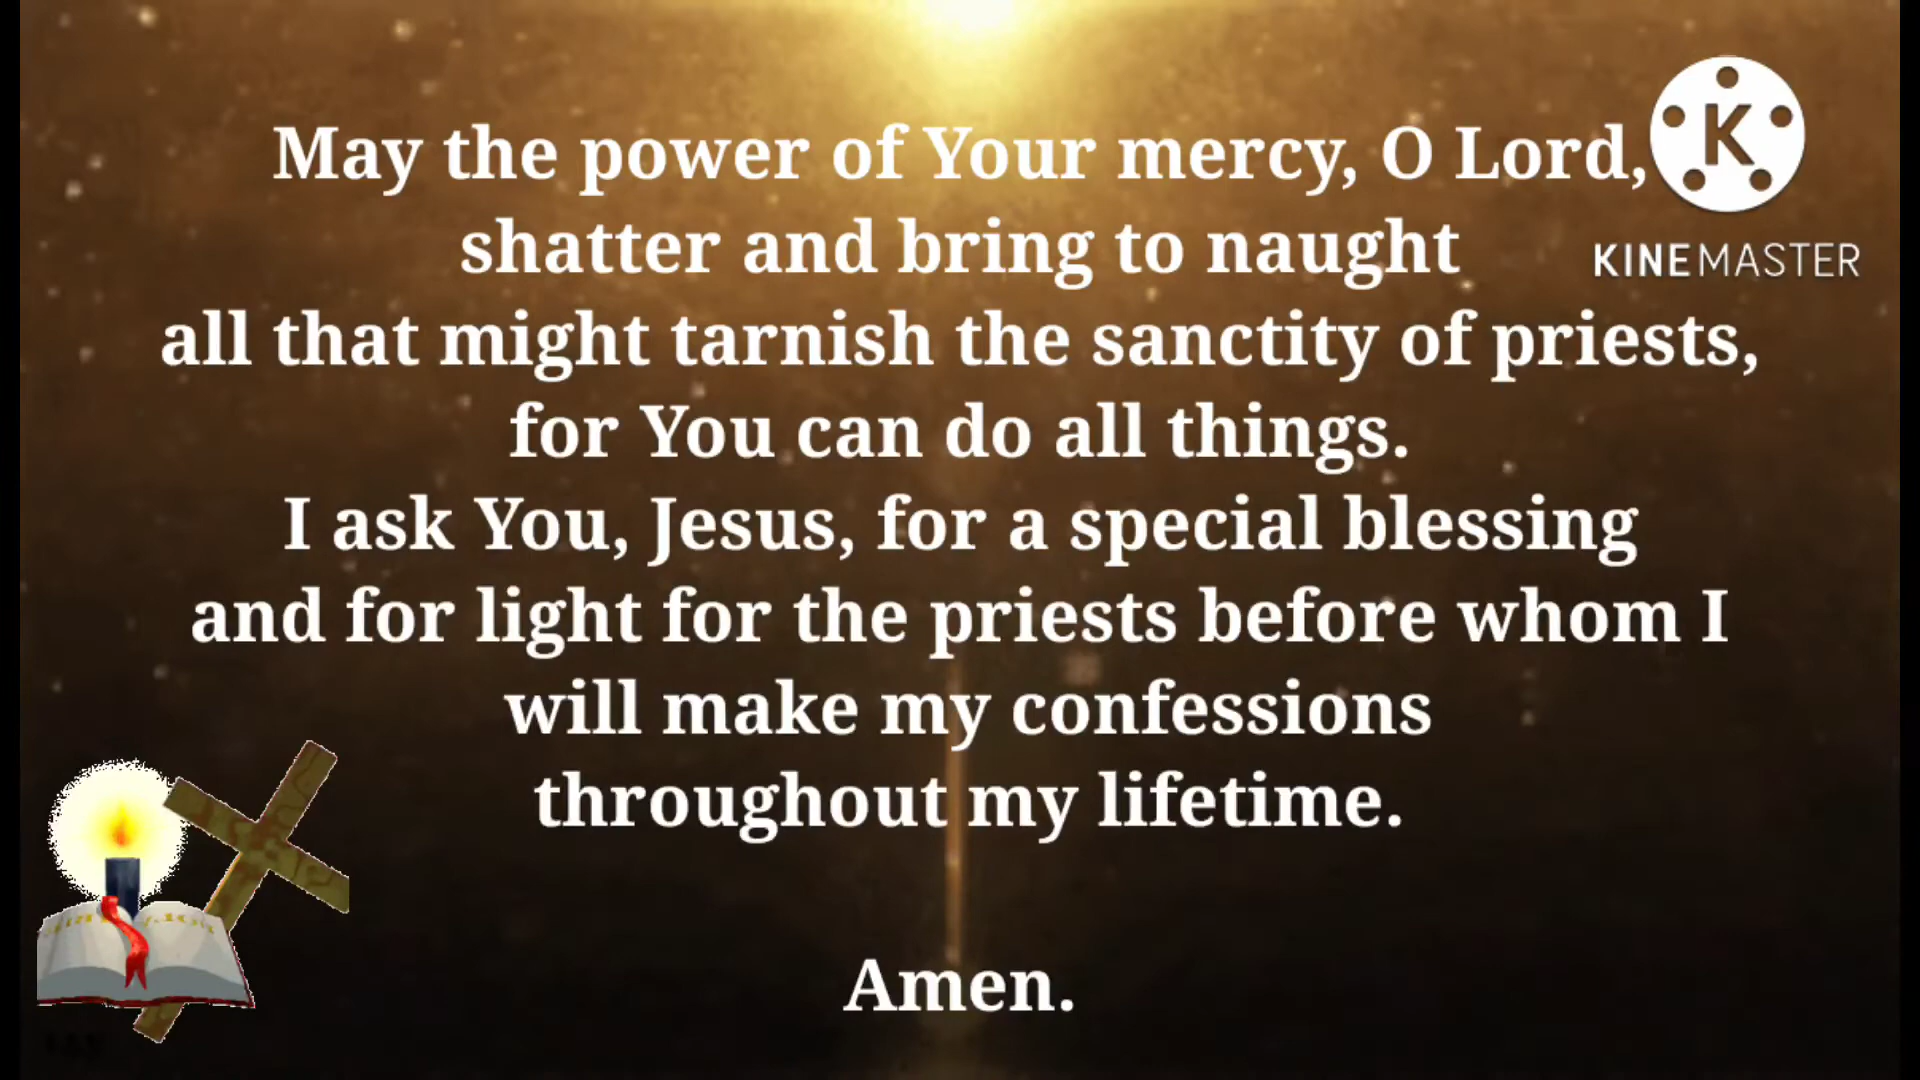 May the power of Your mercy, O Lord,
shatter and bring to naught
all that might tarnish the sanctity of priests,
for You can do all things.
I ask You, Jesus, for a special blessing
and for light for the priests before whom I
will make my confessions
throughout my lifetime.
Amen.
K
KINEMASTER